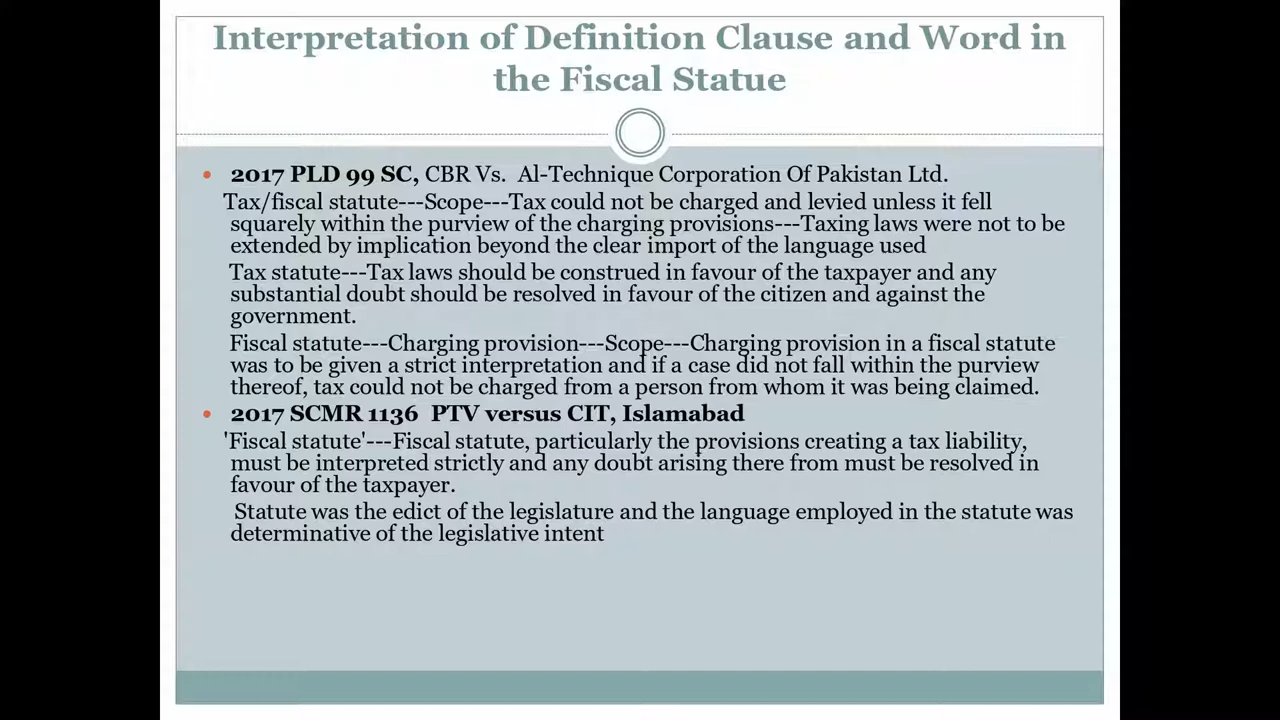 Interpretation of Definition Clause and Word in
the Fiscal Statue
• 2017 PLD 99 SC, CBR Vs. Al-Technique Corporation Of Pakistan Ltd.
Tax/fiscal statute---Scope---Tax could not be charged and levied unless it fell
squarely within the purview of the charging provisions---Taxing laws were not to be
extended by implication beyond the clear import of the language used
Tax statute---Tax laws should be construed in favour of the taxpayer and any
substantial doubt should be resolved in favour of the citizen and against the
government.
Fiscal statute---Charging provision---Scope---Charging provision in a fiscal statute
was to be given a strict interpretation and if a case did not fall within the purview
thereof, tax could not be charged from a person from whom it was being claimed.
• 2017 SCMR 1136 PTV versus CIT, Islamabad
'Fiscal statute'---Fiscal statute, particularly the provisions creating a tax liability,
must be interpreted strictly and any doubt arising there from must be resolved in
favour of the taxpayer.
Statute was the edict of the legislature and the language employed in the statute was
determinative of the legislative intent